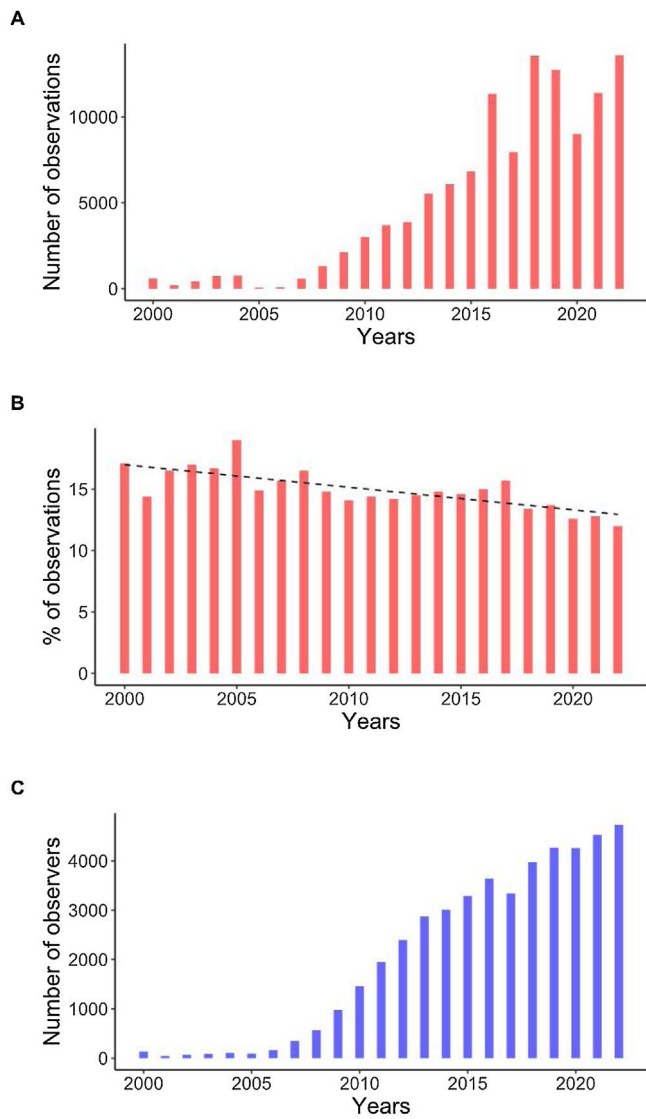 A
Number of observations
10000
5000
0
2000 2005 2010 2015 2020
Years
B
% of observations
15
10
5
0
2000 2005 2010 2015 2020
Years
C
Number of observers
4000
3000
2000
1000
0
2000 2005 2010 2015 2020
Years